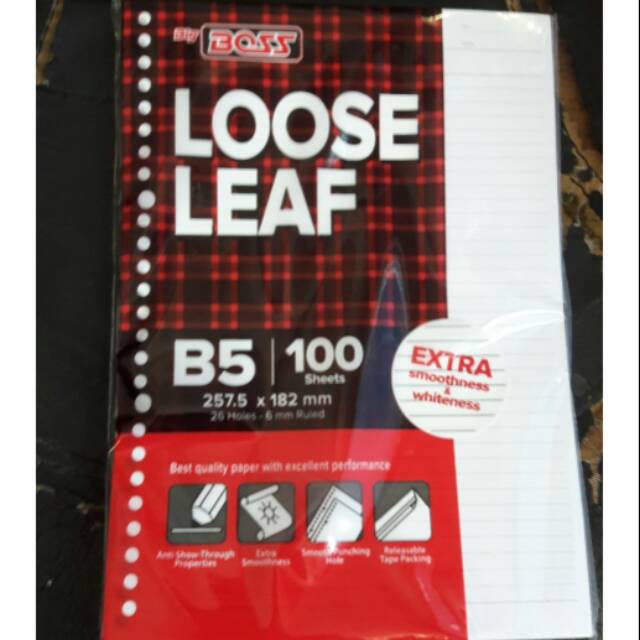 Big BOSS
LOOSE
LEAF
B5 | 100
Sheets
257.5 x 182 mm
26 Holes - 6 mm Ruled
EXTRA
smoothness
&
whiteness
Best quality paper with excellent performance
Anti Show-Through
Properties
Extra
Smoothness
Smooth Punching
Hole
Releasable
Tape Packing